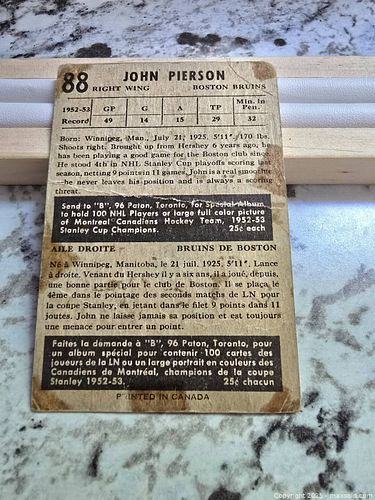 88 JOHN PIERSON
RIGHT WING BOSTON BRUINS
1952-53 GP G A TP Min. In Pen.
Record 49 14 15 29 32
Born: Winnipeg, Man., July 21, 1925, 5'11", 170 lbs.
Shoots right. Brought up from Hershey 6 years ago, he
has been playing a good game for the Boston club since.
He stood 4th in NHL Stanley Cup playoffs scoring last
season, netting 9 points in 11 games. John is a real smoothie
—he never leaves his position and is always a scoring
threat.
Send to "B", 96 Paton, Toronto, for Special Album
to hold 100 NHL Players or large full color picture
of Montreal Canadiens Hockey Team, 1952-53
Stanley Cup Champions. 25¢ each
AILE DROITE BRUINS DE BOSTON
Né à Winnipeg, Manitoba, le 21 juil. 1925, 5'11". Lance
à droite. Venant du Hershey il y a six ans, il a joué, depuis,
une bonne partie pour le club de Boston. Il se plaça le
4ème dans le pointage des seconds matchs de LN pour
la coupe Stanley, en jetant dans le filet 9 points dans 11
joutes. John ne laisse jamais sa position et est toujours
une menace pour entrer un point.
Faites la demande à "B", 96 Paton, Toronto, pour
un album spécial pour contenir 100 cartes des
joueurs de la LN ou un large portrait en couleurs des
Canadiens de Montréal, champions de la coupe
Stanley 1952-53. 25¢ chacun
PRINTED IN CANADA
Copyright 2025 - maxsold.com